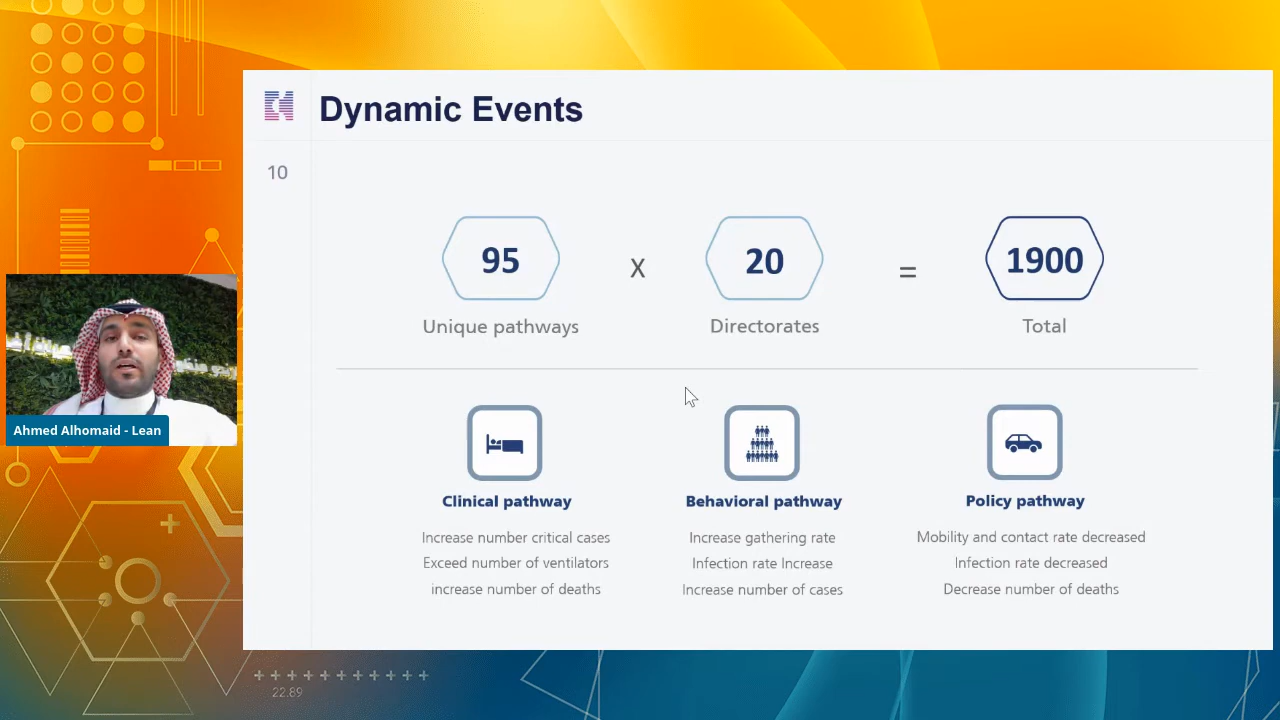 Dynamic Events
10
95
X
20
=
1900
Unique pathways
Directorates
Total
Clinical pathway
Behavioral pathway
Policy pathway
Increase number critical cases
Increase gathering rate
Mobility and contact rate decreased
Exceed number of ventilators
Infection rate Increase
Infection rate decreased
increase number of deaths
Increase number of cases
Decrease number of deaths
Ahmed Alhomaid - Lean
22.89